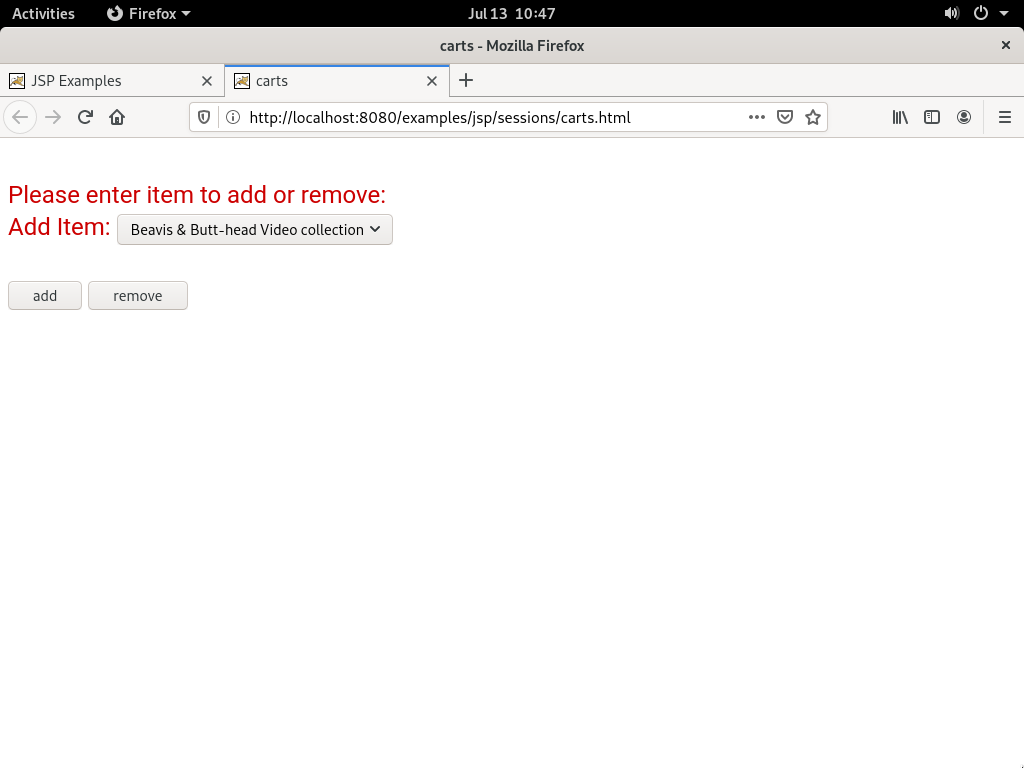 Activities Firefox Jul 13 10:47
carts - Mozilla Firefox
JSP Examples carts
http://localhost:8080/examples/jsp/sessions/carts.html
Please enter item to add or remove:
Add Item: Beavis & Butt-head Video collection
add remove